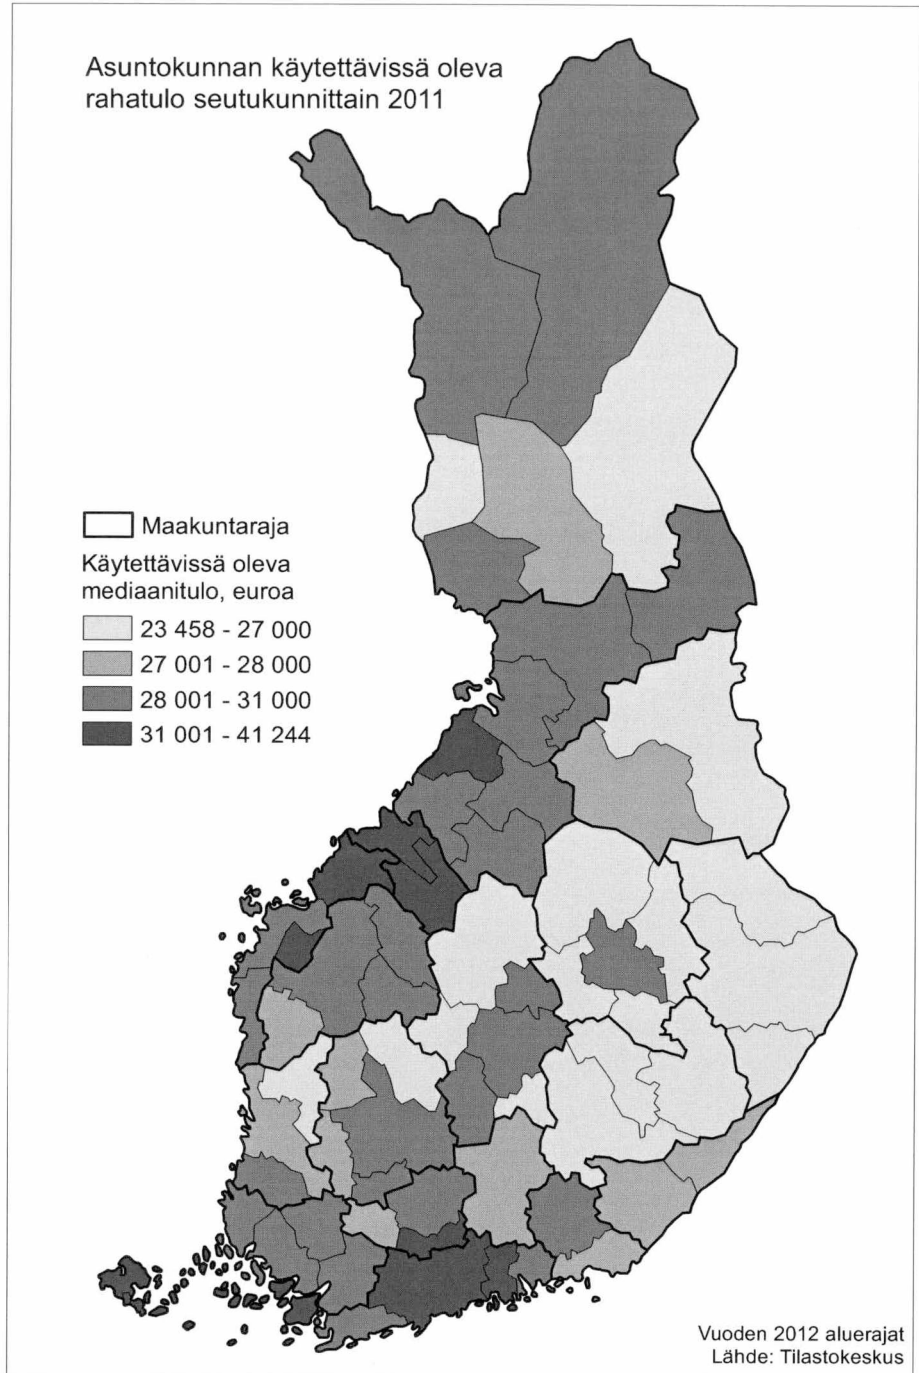 Asuntokunnan käytettävissä oleva
rahatulo seutukunnittain 2011
Maakuntaraja
Käytettävissä oleva
mediaanitulo, euroa
23 458 - 27 000
27 001 - 28 000
28 001 - 31 000
31 001 - 41 244
Vuoden 2012 aluerajat
Lähde: Tilastokeskus